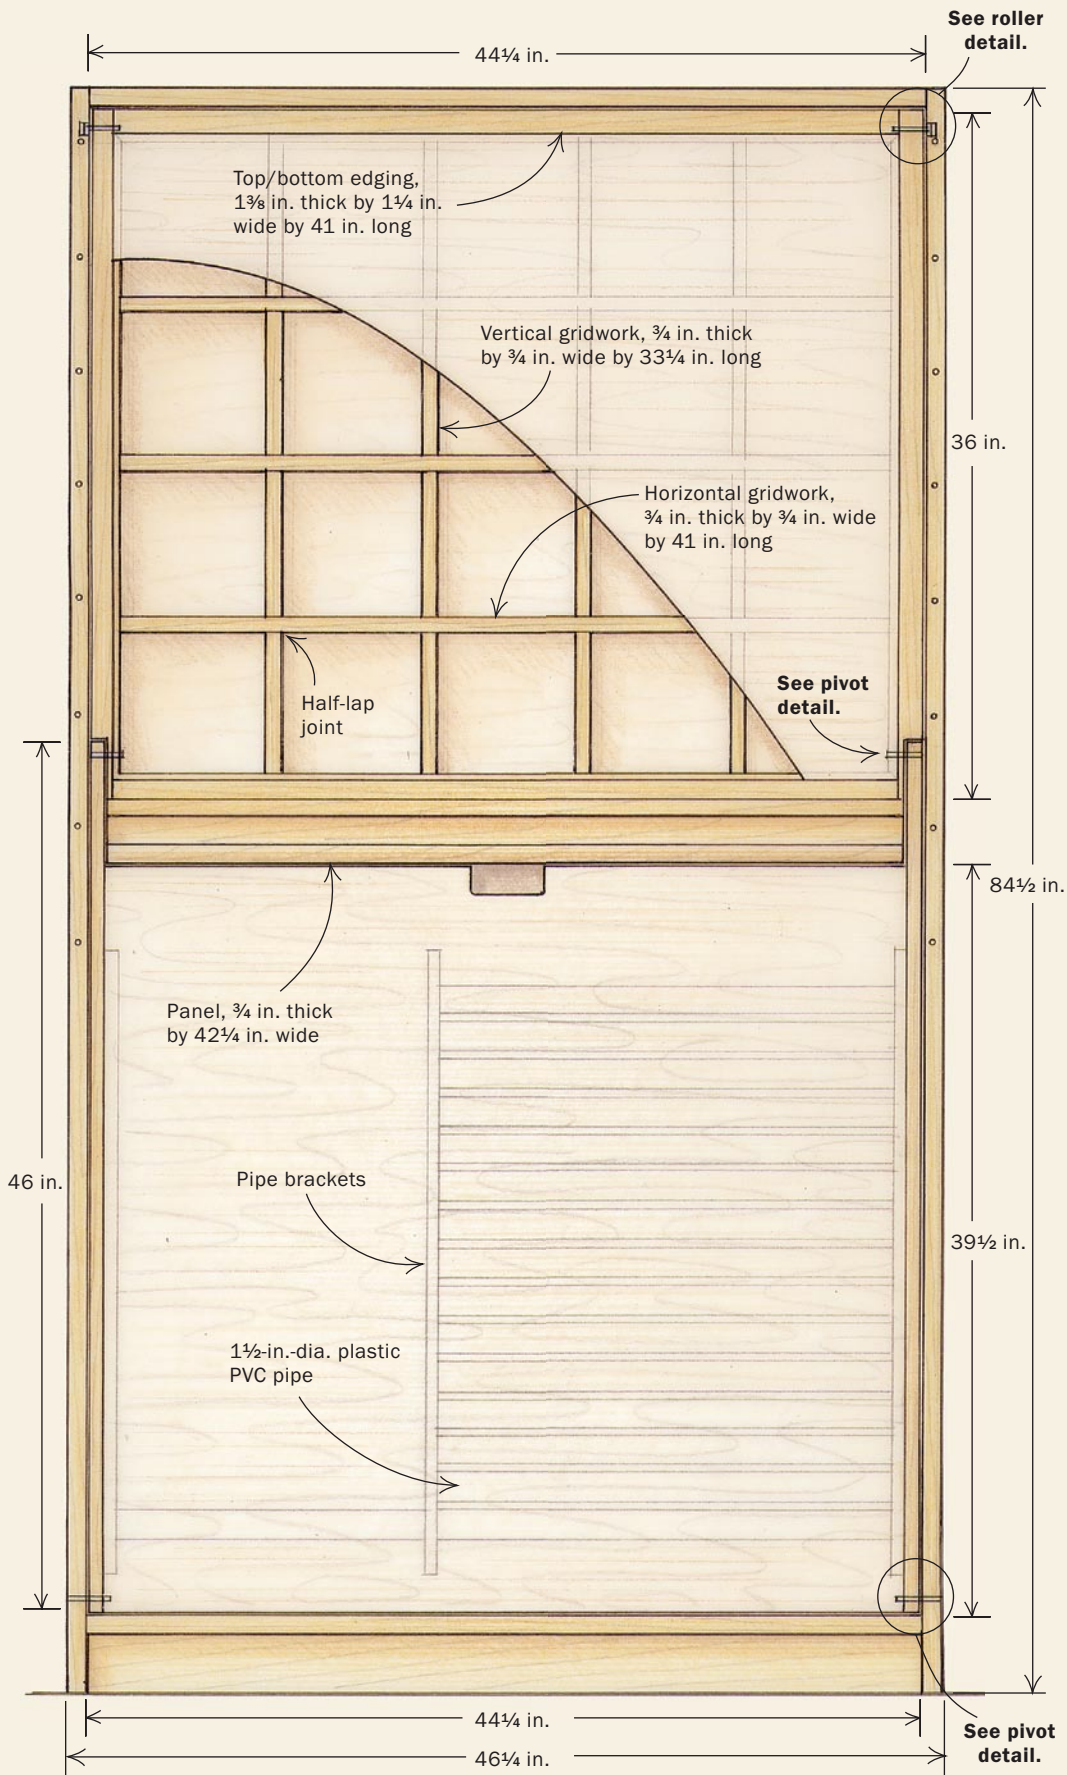 See roller
detail.
44¼ in.
Top/bottom edging,
1⅜ in. thick by 1¼ in.
wide by 41 in. long
Vertical gridwork, ¾ in. thick
by ¾ in. wide by 33¼ in. long
36 in.
Horizontal gridwork,
¾ in. thick by ¾ in. wide
by 41 in. long
See pivot
detail.
Half-lap
joint
84½ in.
Panel, ¾ in. thick
by 42¼ in. wide
46 in.
Pipe brackets
39½ in.
1½-in.-dia. plastic
PVC pipe
44¼ in.
See pivot
detail.
46¼ in.